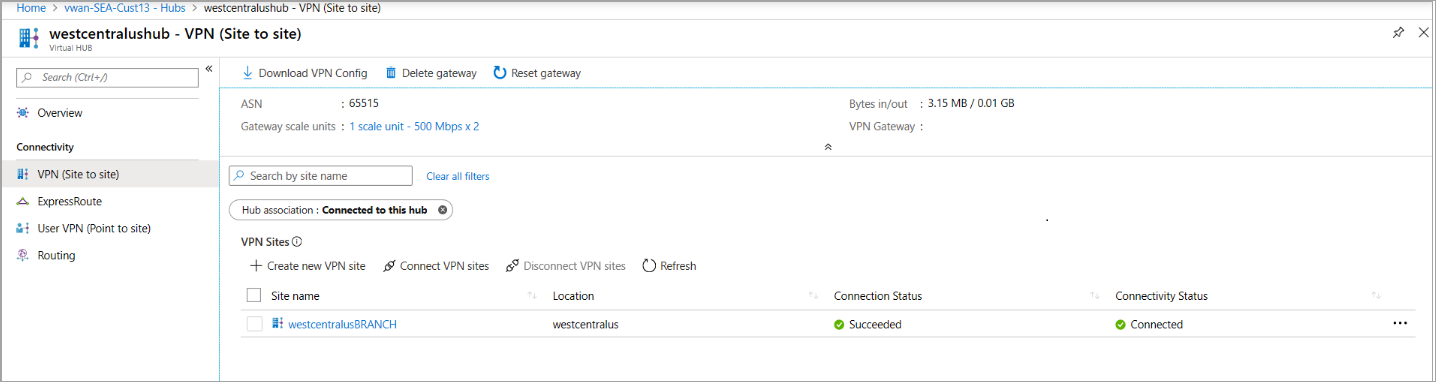 Home > vwan-SEA-Cust13 - Hubs > westcentralushub - VPN (Site to site)
westcentralushub - VPN (Site to site)
Virtual HUB
Search (Ctrl+/)
«
Overview
Connectivity
VPN (Site to site)
ExpressRoute
User VPN (Point to site)
Routing
Download VPN Config Delete gateway Reset gateway
ASN : 65515 Bytes in/out : 3.15 MB / 0.01 GB
Gateway scale units : 1 scale unit - 500 Mbps x 2 VPN Gateway :
Search by site name Clear all filters
Hub association : Connected to this hub
VPN Sites
Create new VPN site Connect VPN sites Disconnect VPN sites Refresh
Site name Location Connection Status Connectivity Status
westcentralusBRANCH westcentralus Succeeded Connected ...